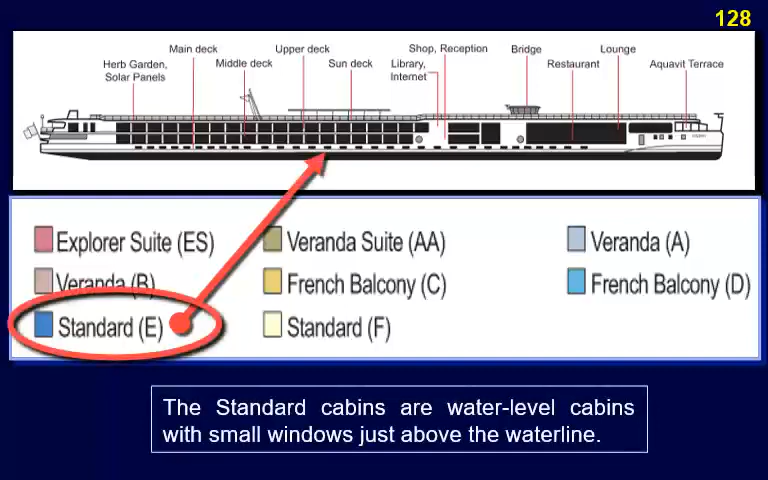 128
Main deck
Upper deck
Shop, Reception
Bridge
Lounge
Herb Garden,
Solar Panels
Middle deck
Sun deck
Library,
Internet
Restaurant
Aquavit Terrace
Explorer Suite (ES)
Veranda Suite (AA)
Veranda (A)
Veranda (B)
French Balcony (C)
French Balcony (D)
Standard (E)
Standard (F)
The Standard cabins are water-level cabins
with small windows just above the waterline.